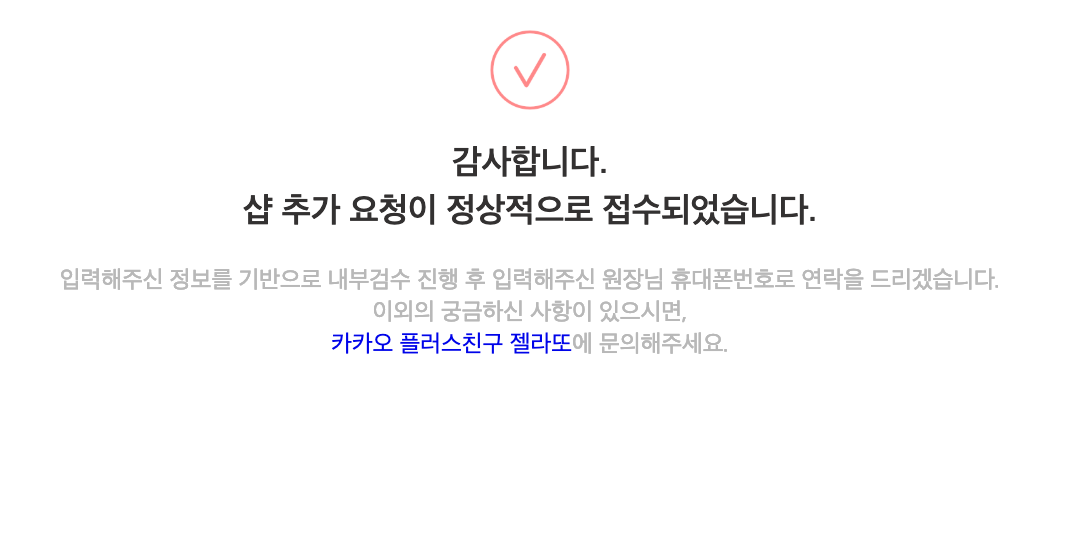 감사합니다.
샵 추가 요청이 정상적으로 접수되었습니다.
입력해주신 정보를 기반으로 내부검수 진행 후 입력해주신 원장님 휴대폰번호로 연락을 드리겠습니다.
이외의 궁금하신 사항이 있으시면,
카카오 플러스친구 젤라또에 문의해주세요.